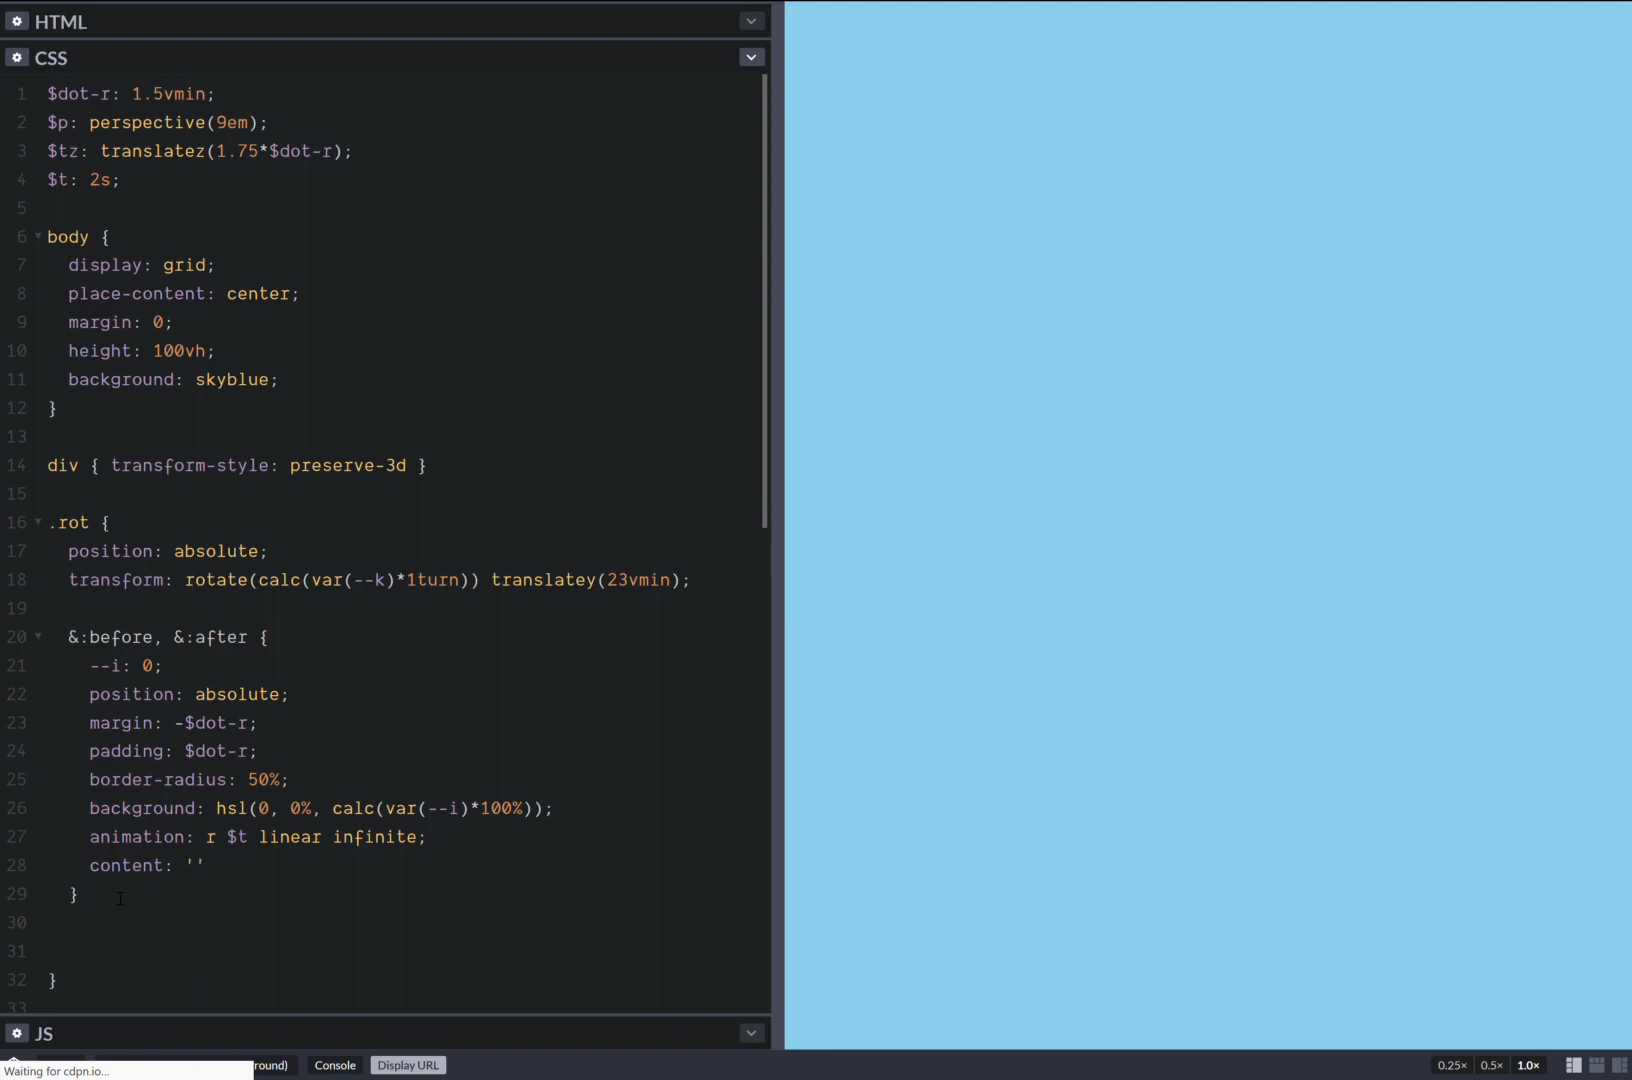 HTML
CSS
1 $dot-r: 1.5vmin;
2 $p: perspective(9em);
3 $tz: translatez(1.75*$dot-r);
4 $t: 2s;
5
6 body {
7 display: grid;
8 place-content: center;
9 margin: 0;
10 height: 100vh;
11 background: skyblue;
12 }
13
14 div { transform-style: preserve-3d }
15
16 .rot {
17 position: absolute;
18 transform: rotate(calc(var(--k)*1turn)) translatey(23vmin);
19
20 &:before, &:after {
21 --i: 0;
22 position: absolute;
23 margin: -$dot-r;
24 padding: $dot-r;
25 border-radius: 50%;
26 background: hsl(0, 0%, calc(var(--i)*100%));
27 animation: r $t linear infinite;
28 content: ''
29 }
30
31
32 }
33
JS
round) Console Display URL 0.25× 0.5× 1.0×
Waiting for cdpn.io...